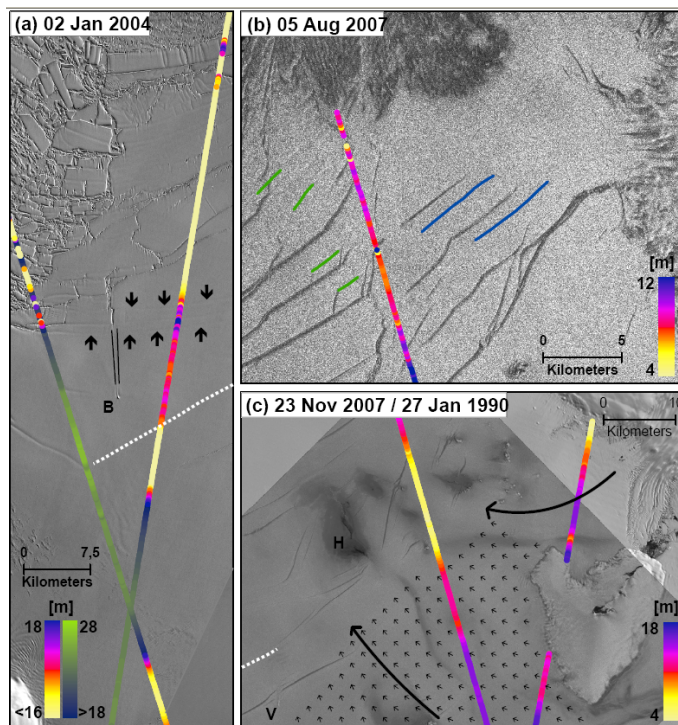 (a) 02 Jan 2004
B
0 7,5
Kilometers
[m]
18 28
<16 >18
(b) 05 Aug 2007
[m]
12
4
0 5
Kilometers
(c) 23 Nov 2007 / 27 Jan 1990
0 10
Kilometers
H
V
18
4